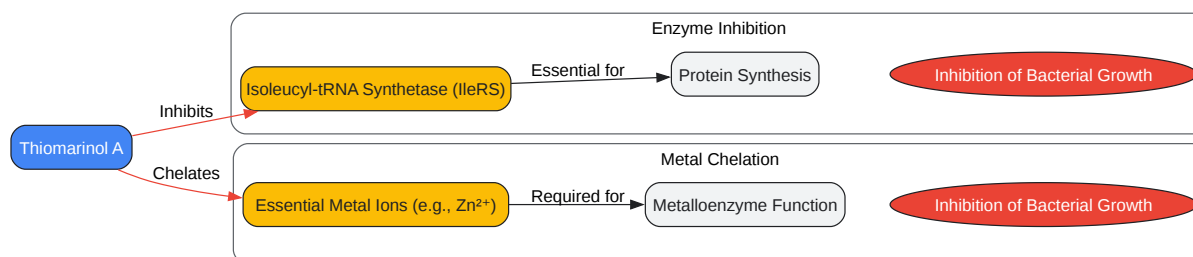 Enzyme Inhibition
Isoleucyl-tRNA Synthetase (IleRS)
Essential for
Protein Synthesis
Inhibition of Bacterial Growth
Inhibits
Thiomarinol A
Chelates
Metal Chelation
Essential Metal Ions (e.g., Zn²⁺)
Required for
Metalloenzyme Function
Inhibition of Bacterial Growth